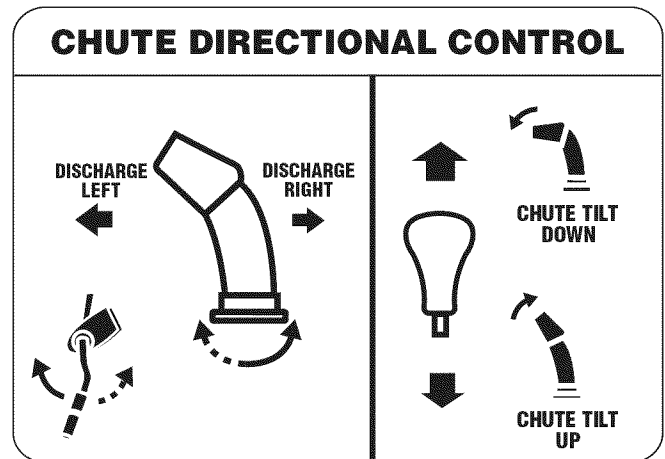 CHUTE DIRECTIONAL CONTROL
DISCHARGE
LEFT
DISCHARGE
RIGHT
CHUTE TILT
DOWN
CHUTE TILT
UP